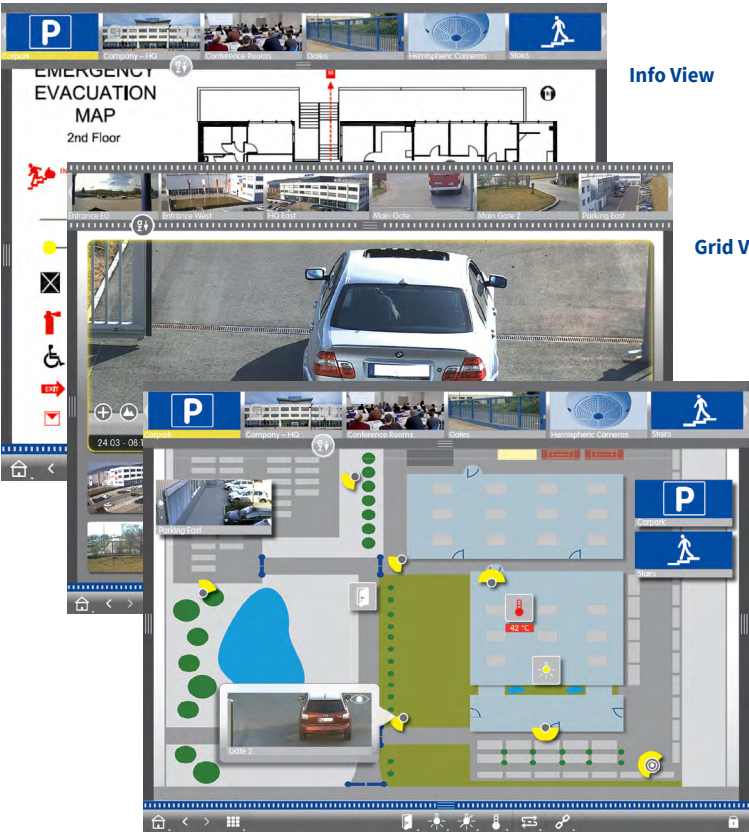 P
Carpark
Company – HQ
Conference Rooms
Gates
Hemispheric Cameras
Stairs
Info View
EMERGENCY
EVACUATION
MAP
2nd Floor
IN
Entrance EG
Entrance West
HQ East
Main Gate
Main Gate 2
Parking East
Grid V
EXIT
24.03 - 08:
P
Carpark
Company – HQ
Conference Rooms
Gates
Hemispheric Cameras
Stairs
Parking East
P
Carpark
Stairs
42 °C
Gate 2